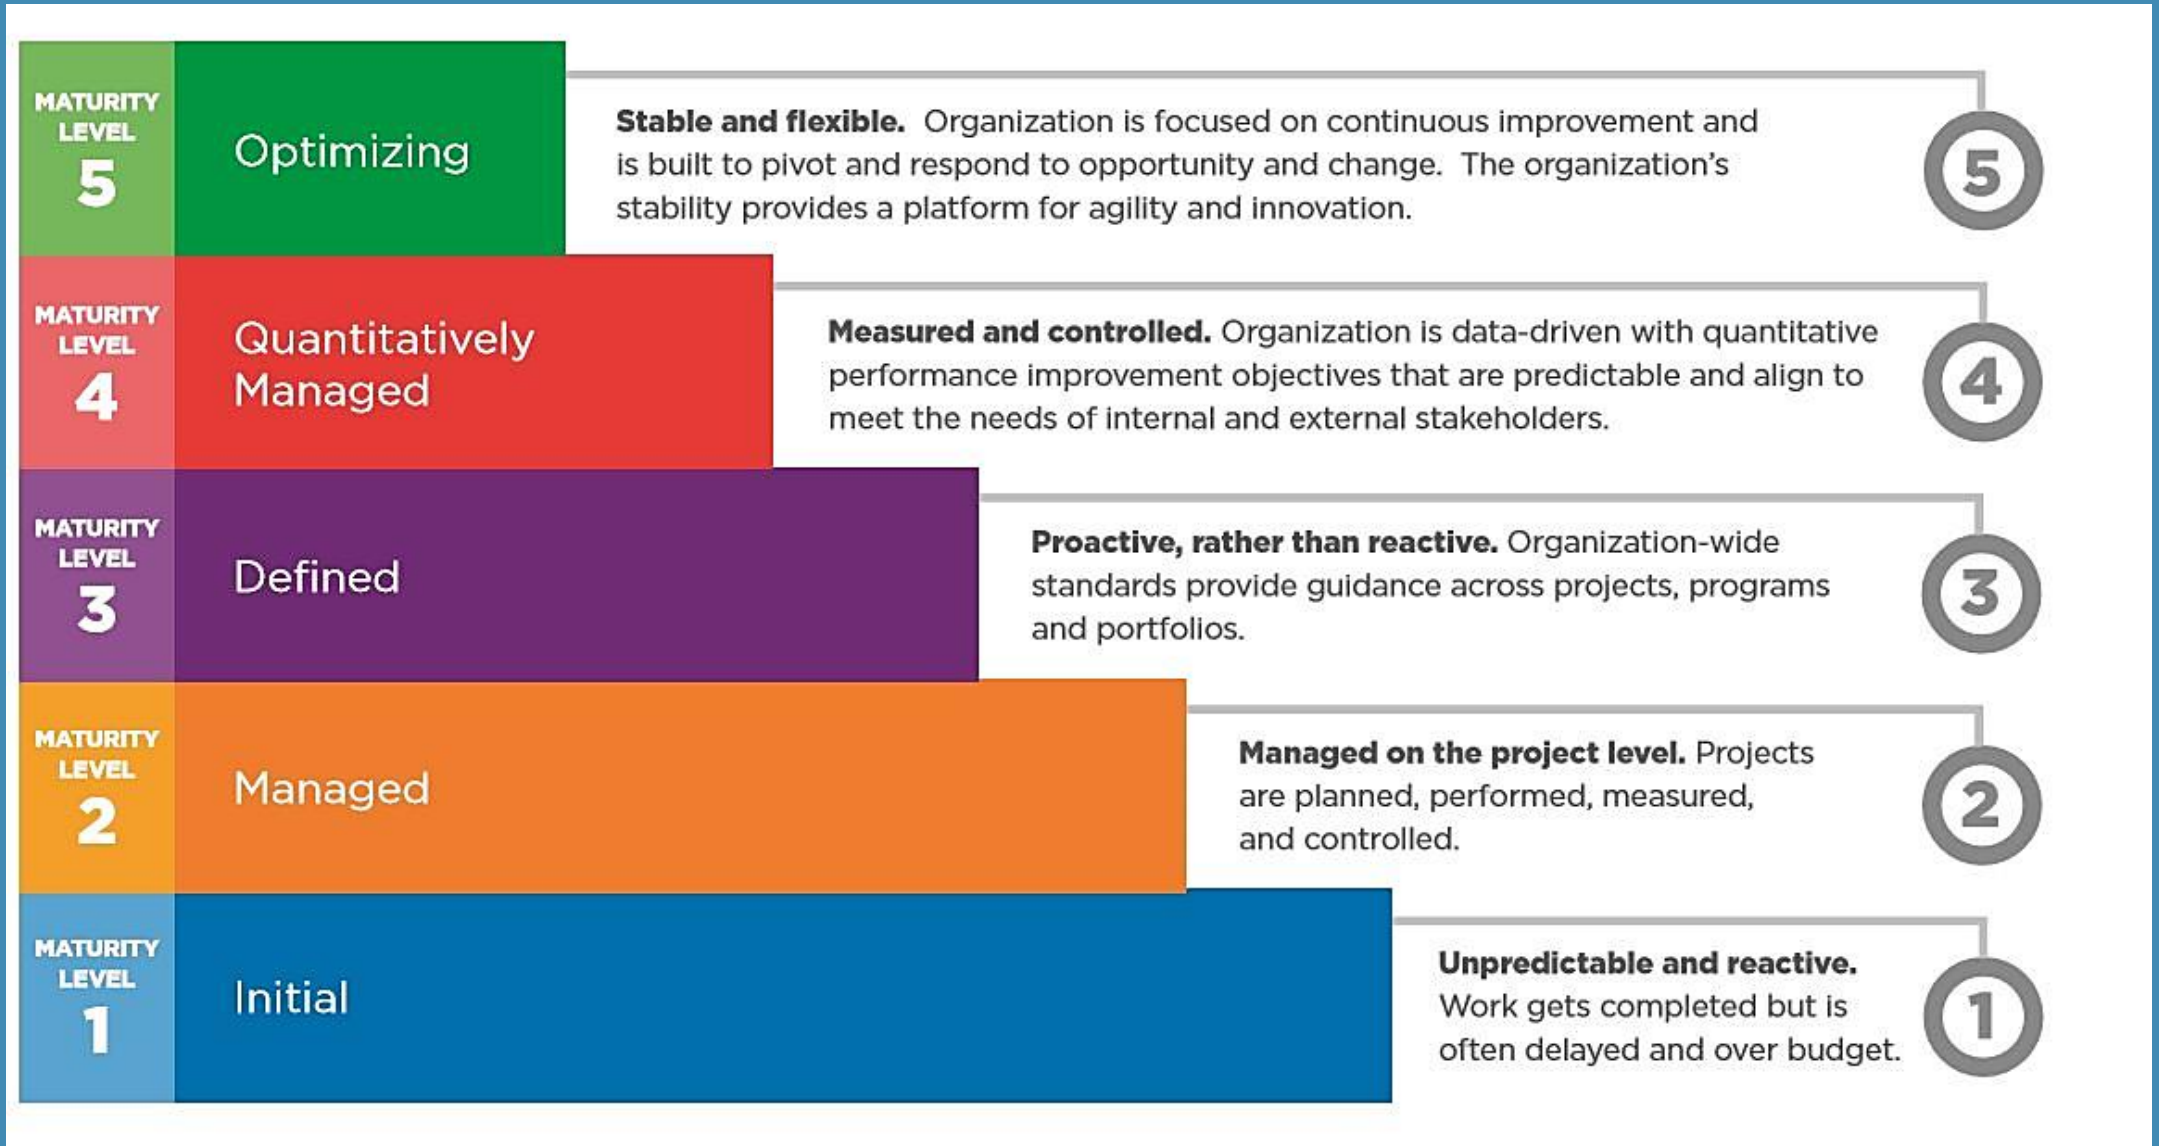 MATURITY
LEVEL
5
Optimizing
Stable and flexible. Organization is focused on continuous improvement and
is built to pivot and respond to opportunity and change. The organization's
stability provides a platform for agility and innovation.
5
MATURITY
LEVEL
4
Quantitatively
Managed
Measured and controlled. Organization is data-driven with quantitative
performance improvement objectives that are predictable and align to
meet the needs of internal and external stakeholders.
4
MATURITY
LEVEL
3
Defined
Proactive, rather than reactive. Organization-wide
standards provide guidance across projects, programs
and portfolios.
3
MATURITY
LEVEL
2
Managed
Managed on the project level. Projects
are planned, performed, measured,
and controlled.
2
MATURITY
LEVEL
1
Initial
Unpredictable and reactive.
Work gets completed but is
often delayed and over budget.
1